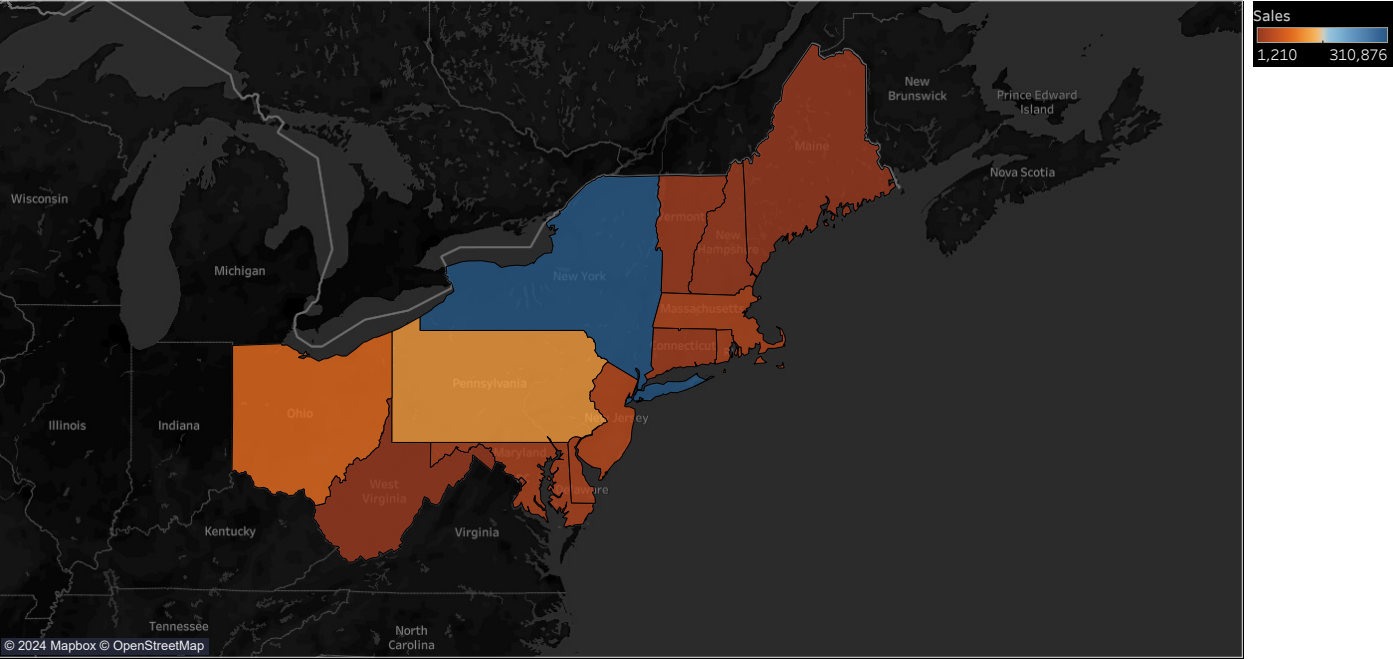 Sales
1,210 310,876
New
Brunswick
Prince Edward
Island
Maine
Nova Scotia
Wisconsin
Vermont
New
Hampshire
Michigan
New York
Massachusetts
Connecticut
Pennsylvania
Ohio
New Jersey
Illinois
Indiana
Maryland
West
Virginia
Delaware
Kentucky
Virginia
Tennessee
North
Carolina
© 2024 Mapbox © OpenStreetMap